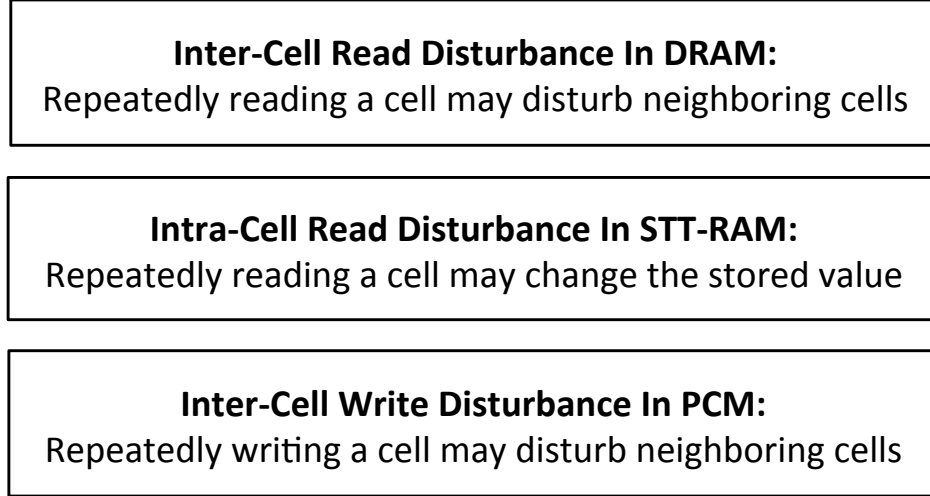 Inter-Cell Read Disturbance In DRAM:
Repeatedly reading a cell may disturb neighboring cells
Intra-Cell Read Disturbance In STT-RAM:
Repeatedly reading a cell may change the stored value
Inter-Cell Write Disturbance In PCM:
Repeatedly writing a cell may disturb neighboring cells